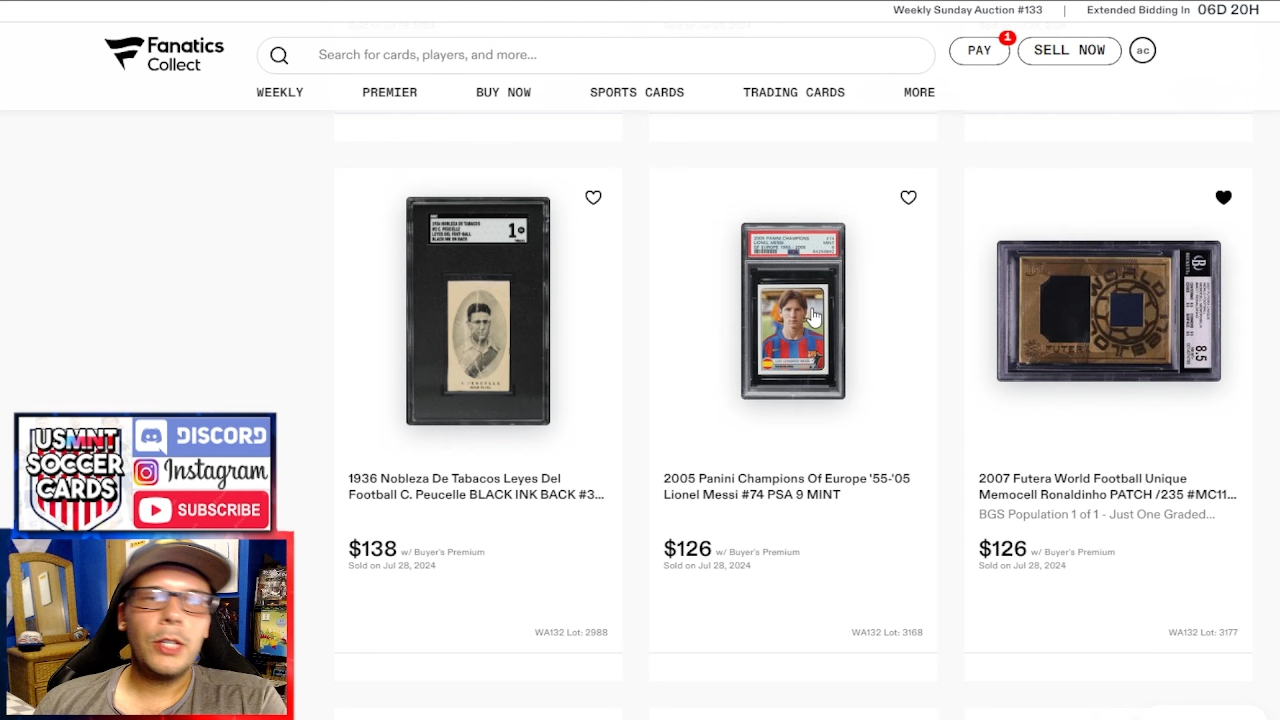 Weekly Sunday Auction #133 | Extended Bidding In 06D 20H
Fanatics
Collect
Search for cards, players, and more...
PAY
1
SELL NOW
ac
WEEKLY
PREMIER
BUY NOW
SPORTS CARDS
TRADING CARDS
MORE
1
8.5
WORLD
FUTERA
1936 Nobleza De Tabacos Leyes Del
Football C. Peucelle BLACK INK BACK #3...
$138 w/ Buyer's Premium
Sold on Jul 28, 2024
WA132 Lot: 2988
2005 Panini Champions Of Europe '55-'05
Lionel Messi #74 PSA 9 MINT
$126 w/ Buyer's Premium
Sold on Jul 28, 2024
WA132 Lot: 3168
2007 Futera World Football Unique
Memocell Ronaldinho PATCH /235 #MC11...
BGS Population 1 of 1 - Just One Graded...
$126 w/ Buyer's Premium
Sold on Jul 28, 2024
WA132 Lot: 3177
USMNT
SOCCER
CARDS
DISCORD
Instagram
SUBSCRIBE